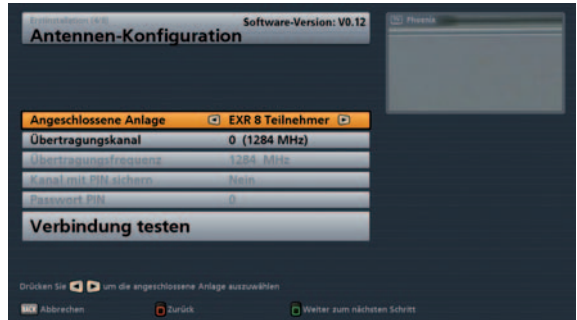 Erstinstallation (4/8)
Software-Version: V0.12
Antennen-Konfiguration
Phoenix
Angeschlossene Anlage EXR 8 Teilnehmer
Übertragungskanal 0 (1284 MHz)
Übertragungsfrequenz 1284 MHz
Kanal mit PIN sichern Nein
Passwort PIN 0
Verbindung testen
Drücken Sie um die angeschlossene Anlage auszuwählen
BACK Abbrechen Zurück Weiter zum nächsten Schritt